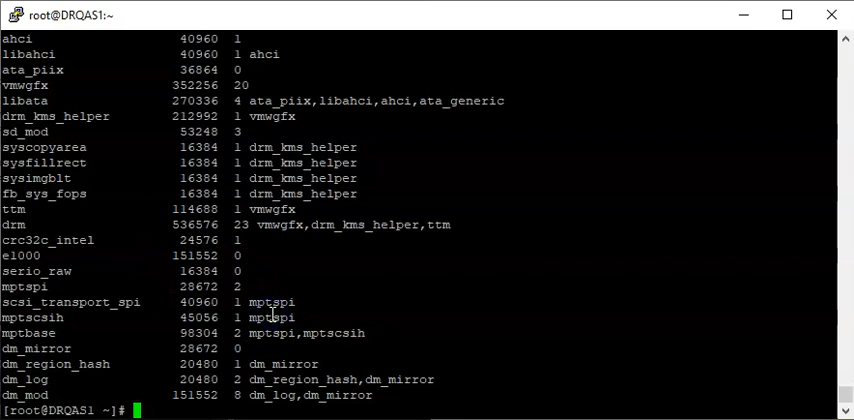 root@DRQAS1:~
ahci 40960 1
libahci 40960 1 ahci
ata_piix 36864 0
vmwgfx 352256 20
libata 270336 4 ata_piix,libahci,ahci,ata_generic
drm_kms_helper 212992 1 vmwgfx
sd_mod 53248 3
syscopyarea 16384 1 drm_kms_helper
sysfillrect 16384 1 drm_kms_helper
sysimgblt 16384 1 drm_kms_helper
fb_sys_fops 16384 1 drm_kms_helper
ttm 114688 1 vmwgfx
drm 536576 23 vmwgfx,drm_kms_helper,ttm
crc32c_intel 24576 1
e1000 151552 0
serio_raw 16384 0
mptspi 28672 2
scsi_transport_spi 40960 1 mptspi
mptscsih 45056 1 mptspi
mptbase 98304 2 mptspi,mptscsih
dm_mirror 28672 0
dm_region_hash 20480 1 dm_mirror
dm_log 20480 2 dm_region_hash,dm_mirror
dm_mod 151552 8 dm_log,dm_mirror
[root@DRQAS1 ~]#